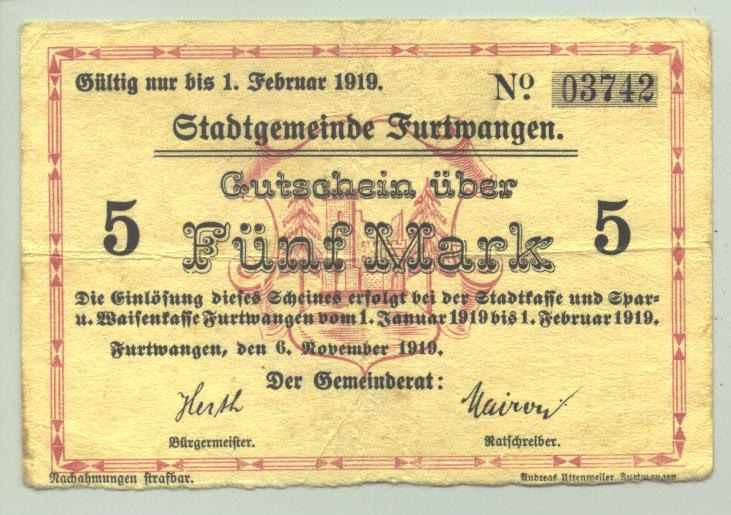 Gültig nur bis 1. Februar 1919.
No. 03742
Stadtgemeinde Furtwangen.
Gutschein über
5 Fünf Mark 5
Die Einlösung dieses Scheines erfolgt bei der Stadtkasse und Spar-
u. Waisenkasse Furtwangen vom 1. Januar 1919 bis 1. Februar 1919.
Furtwangen, den 6. November 1919.
Der Gemeinderat:
Herth
Bürgermeister.
Ratschreiber.
Nachahmungen strafbar.
Andreas Uttenweiler, Furtwangen